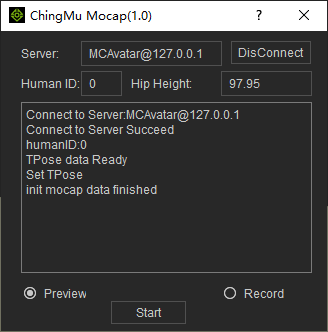 ChingMu Mocap(1.0)
Server: MCAvatar@127.0.0.1 DisConnect
Human ID: 0 Hip Height: 97.95
Connect to Server:MCAvatar@127.0.0.1
Connect to Server Succeed
humanID:0
TPose data Ready
Set TPose
init mocap data finished
Preview Record
Start